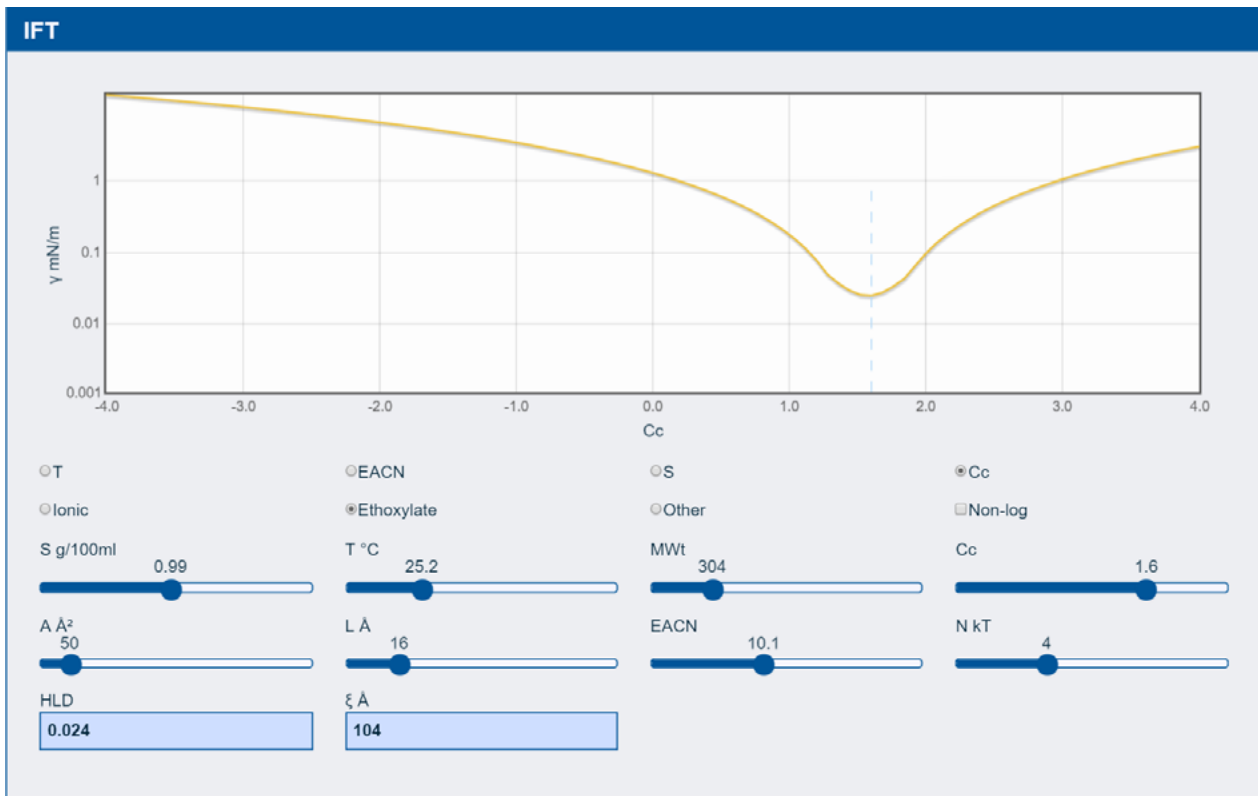 IFT
1
0.1
0.01
0.001
γ mN/m
-4.0 -3.0 -2.0 -1.0 0.0 1.0 2.0 3.0 4.0
Cc
T EACN S Cc
Ionic Ethoxylate Other Non-log
S g/100ml T °C MWt Cc
0.99 25.2 304 1.6
A Å² L Å EACN N kT
50 16 10.1 4
HLD ξ Å
0.024 104